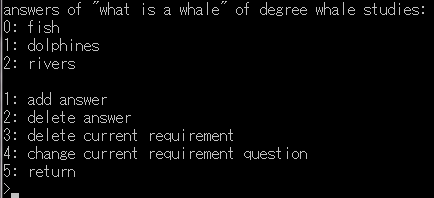 answers of "what is a whale" of degree whale studies:
0: fish
1: dolphines
2: rivers
1: add answer
2: delete answer
3: delete current requirement
4: change current requirement question
5: return
>